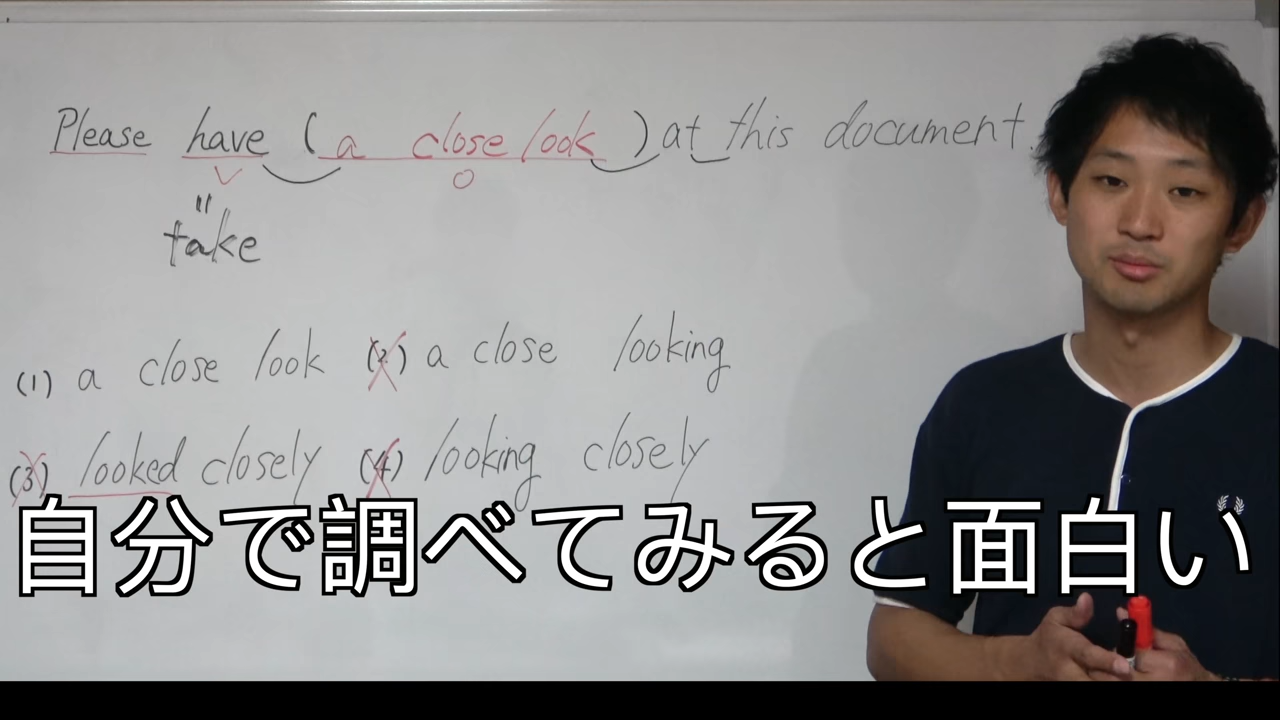 Please have (a close look) at this document.
V
O
"
take
(1) a close look (2) a close looking
(3) looked closely (4) looking closely
自分で調べてみると面白い